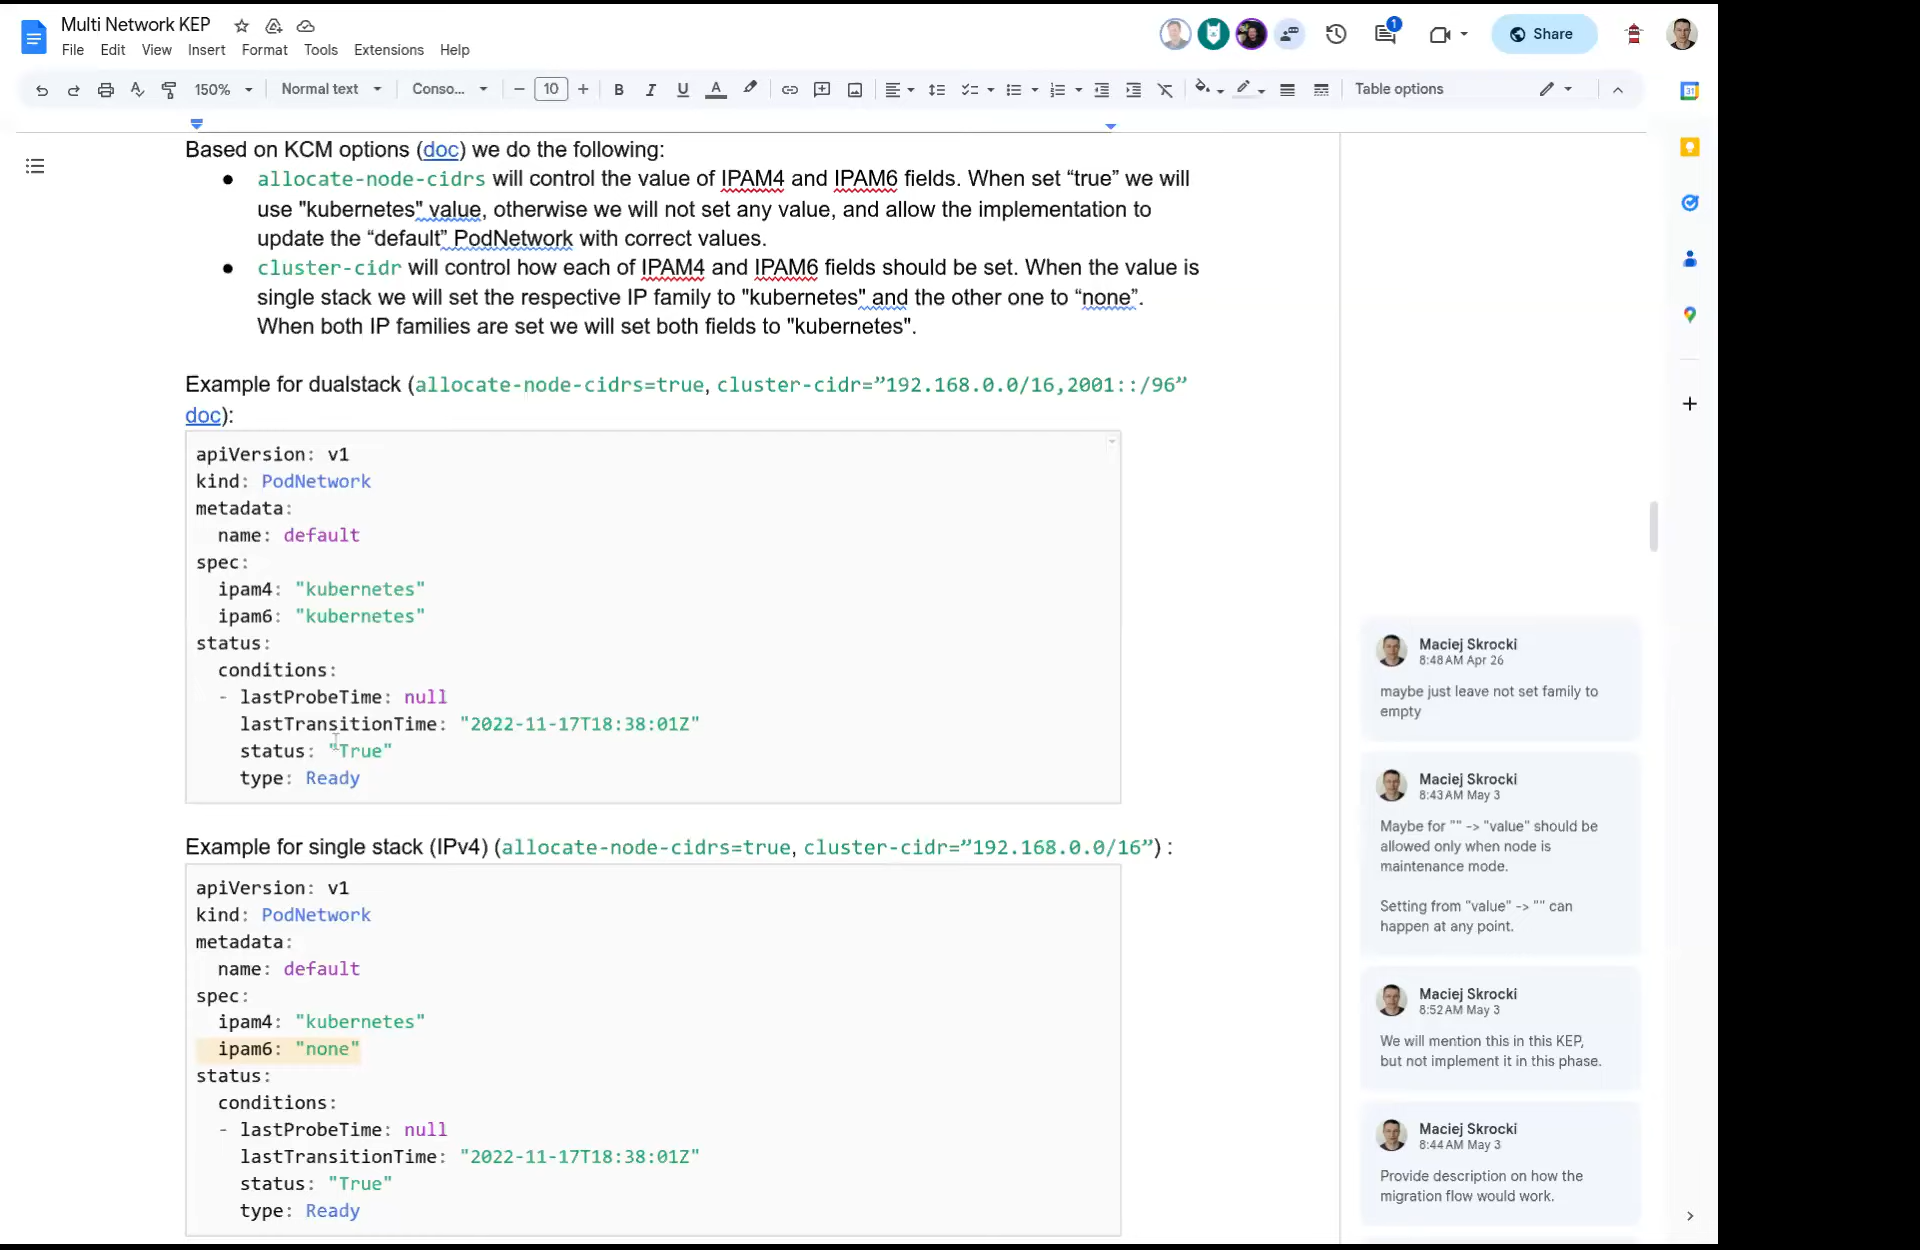 Multi Network KEP
File Edit View Insert Format Tools Extensions Help
1
Share
150% Normal text Conso... 10 B I U A Table options
31
Based on KCM options (doc) we do the following:
● allocate-node-cidrs will control the value of IPAM4 and IPAM6 fields. When set “true” we will
use "kubernetes" value, otherwise we will not set any value, and allow the implementation to
update the “default” PodNetwork with correct values.
● cluster-cidr will control how each of IPAM4 and IPAM6 fields should be set. When the value is
single stack we will set the respective IP family to "kubernetes" and the other one to “none”.
When both IP families are set we will set both fields to "kubernetes".
Example for dualstack (allocate-node-cidrs=true, cluster-cidr=”192.168.0.0/16,2001::/96”
doc):
apiVersion: v1
kind: PodNetwork
metadata:
name: default
spec:
ipam4: "kubernetes"
ipam6: "kubernetes"
status:
conditions:
- lastProbeTime: null
lastTransitionTime: "2022-11-17T18:38:01Z"
status: "True"
type: Ready
Example for single stack (IPv4) (allocate-node-cidrs=true, cluster-cidr=”192.168.0.0/16”) :
apiVersion: v1
kind: PodNetwork
metadata:
name: default
spec:
ipam4: "kubernetes"
ipam6: "none"
status:
conditions:
- lastProbeTime: null
lastTransitionTime: "2022-11-17T18:38:01Z"
status: "True"
type: Ready
Maciej Skrocki
8:48 AM Apr 26
maybe just leave not set family to
empty
Maciej Skrocki
8:43 AM May 3
Maybe for "" -> "value" should be
allowed only when node is
maintenance mode.
Setting from "value" -> "" can
happen at any point.
Maciej Skrocki
8:52 AM May 3
We will mention this in this KEP,
but not implement it in this phase.
Maciej Skrocki
8:44 AM May 3
Provide description on how the
migration flow would work.